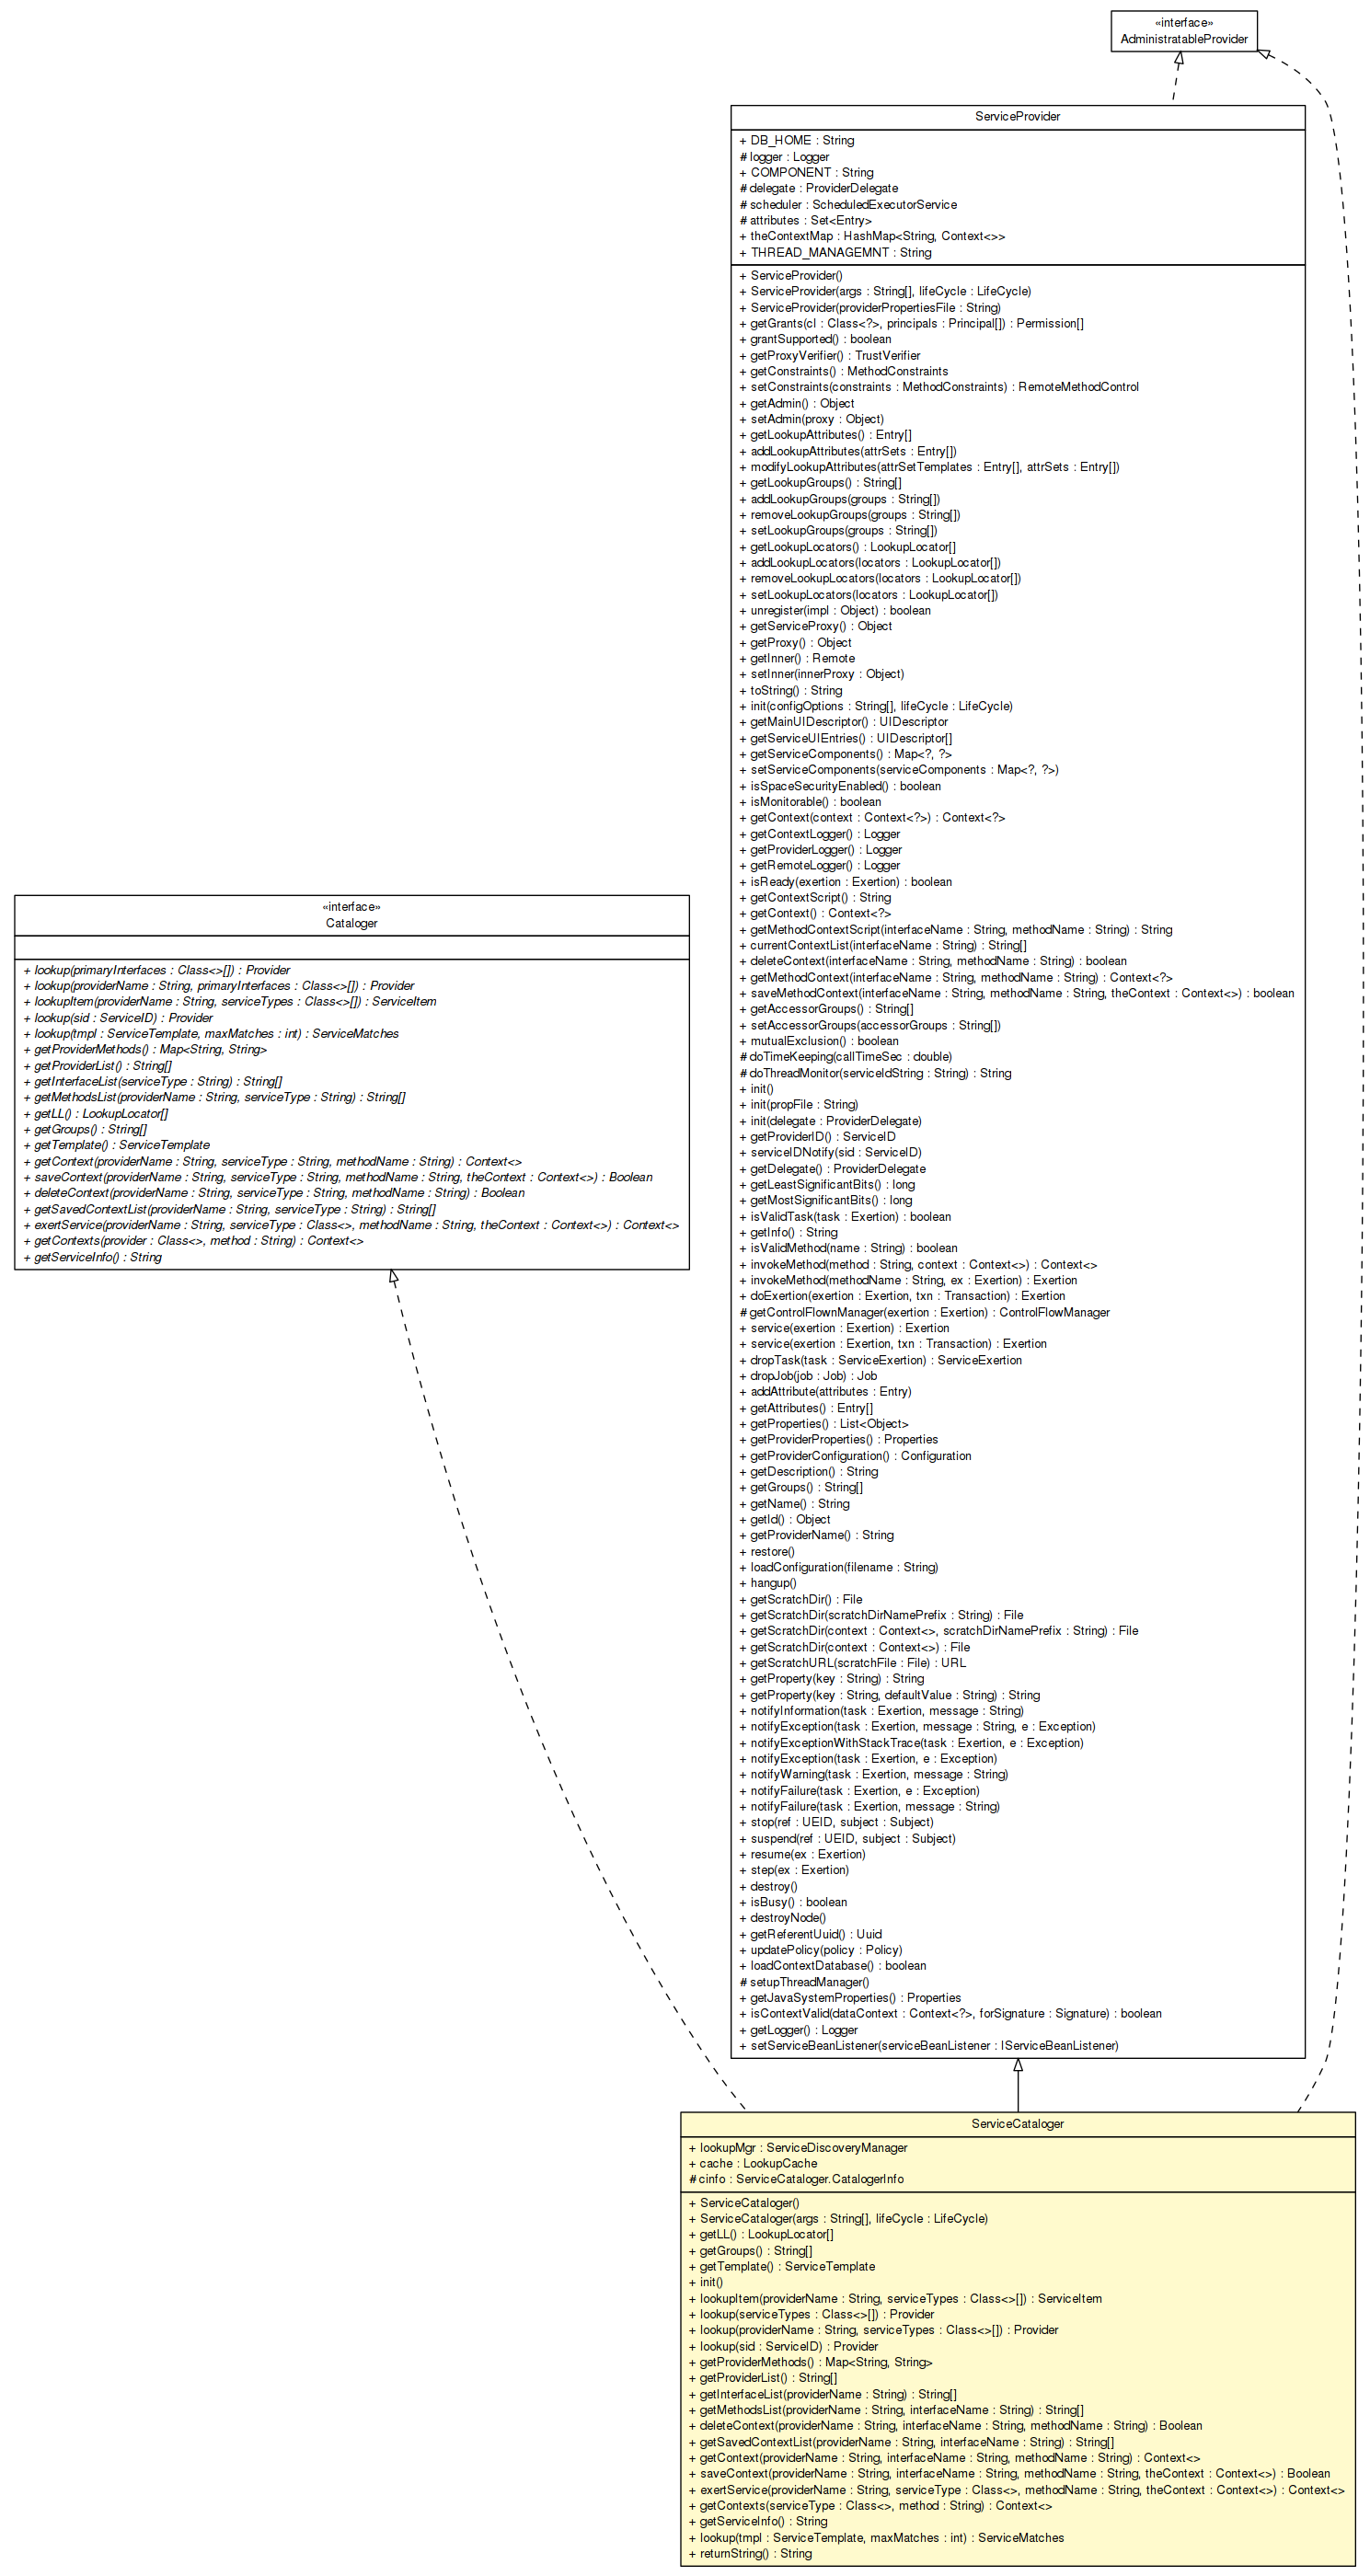 «interface»
AdministratableProvider
ServiceProvider
+ DB_HOME : String
# logger : Logger
+ COMPONENT : String
# delegate : ProviderDelegate
# scheduler : ScheduledExecutorService
# attributes : Set<Entry>
+ theContextMap : HashMap<String, Context<>>
+ THREAD_MANAGEMNT : String
+ ServiceProvider()
+ ServiceProvider(args : String[], lifeCycle : LifeCycle)
+ ServiceProvider(providerPropertiesFile : String)
+ getGrants(cl : Class<?>, principals : Principal[]) : Permission[]
+ grantSupported() : boolean
+ getProxyVerifier() : TrustVerifier
+ getConstraints() : MethodConstraints
+ setConstraints(constraints : MethodConstraints) : RemoteMethodControl
+ getAdmin() : Object
+ setAdmin(proxy : Object)
+ getLookupAttributes() : Entry[]
+ addLookupAttributes(attrSets : Entry[])
+ modifyLookupAttributes(attrSetTemplates : Entry[], attrSets : Entry[])
+ getLookupGroups() : String[]
+ addLookupGroups(groups : String[])
+ removeLookupGroups(groups : String[])
+ setLookupGroups(groups : String[])
+ getLookupLocators() : LookupLocator[]
+ addLookupLocators(locators : LookupLocator[])
+ removeLookupLocators(locators : LookupLocator[])
+ setLookupLocators(locators : LookupLocator[])
+ unregister(impl : Object) : boolean
+ getServiceProxy() : Object
+ getProxy() : Object
+ getInner() : Remote
+ setInner(innerProxy : Object)
+ toString() : String
+ init(configOptions : String[], lifeCycle : LifeCycle)
+ getMainUIDescriptor() : UIDescriptor
+ getServiceUIEntries() : UIDescriptor[]
+ getServiceComponents() : Map<?, ?>
+ setServiceComponents(serviceComponents : Map<?, ?>)
+ isSpaceSecurityEnabled() : boolean
+ isMonitorable() : boolean
+ getContext(context : Context<?>) : Context<?>
+ getContextLogger() : Logger
+ getProviderLogger() : Logger
+ getRemoteLogger() : Logger
+ isReady(exertion : Exertion) : boolean
+ getContextScript() : String
+ getContext() : Context<?>
+ getMethodContextScript(interfaceName : String, methodName : String) : String
+ currentContextList(interfaceName : String) : String[]
+ deleteContext(interfaceName : String, methodName : String) : boolean
+ getMethodContext(interfaceName : String, methodName : String) : Context<?>
+ saveMethodContext(interfaceName : String, methodName : String, theContext : Context<>) : boolean
+ getAccessorGroups() : String[]
+ setAccessorGroups(accessorGroups : String[])
+ mutualExclusion() : boolean
# doTimeKeeping(callTimeSec : double)
# doThreadMonitor(serviceIdString : String) : String
+ init()
+ init(propFile : String)
+ init(delegate : ProviderDelegate)
+ getProviderID() : ServiceID
+ serviceIDNotify(sid : ServiceID)
+ getDelegate() : ProviderDelegate
+ getLeastSignificantBits() : long
+ getMostSignificantBits() : long
+ isValidTask(task : Exertion) : boolean
+ getInfo() : String
+ isValidMethod(name : String) : boolean
+ invokeMethod(method : String, context : Context<>) : Context<>
+ invokeMethod(methodName : String, ex : Exertion) : Exertion
+ doExertion(exertion : Exertion, txn : Transaction) : Exertion
# getControlFlownManager(exertion : Exertion) : ControlFlowManager
+ service(exertion : Exertion) : Exertion
+ service(exertion : Exertion, txn : Transaction) : Exertion
+ dropTask(task : ServiceExertion) : ServiceExertion
+ dropJob(job : Job) : Job
+ addAttribute(attributes : Entry)
+ getAttributes() : Entry[]
+ getProperties() : List<Object>
+ getProviderProperties() : Properties
+ getProviderConfiguration() : Configuration
+ getDescription() : String
+ getGroups() : String[]
+ getName() : String
+ getId() : Object
+ getProviderName() : String
+ restore()
+ loadConfiguration(filename : String)
+ hangup()
+ getScratchDir() : File
+ getScratchDir(scratchDirNamePrefix : String) : File
+ getScratchDir(context : Context<>, scratchDirNamePrefix : String) : File
+ getScratchDir(context : Context<>) : File
+ getScratchURL(scratchFile : File) : URL
+ getProperty(key : String) : String
+ getProperty(key : String, defaultValue : String) : String
+ notifyInformation(task : Exertion, message : String)
+ notifyException(task : Exertion, message : String, e : Exception)
+ notifyExceptionWithStackTrace(task : Exertion, e : Exception)
+ notifyException(task : Exertion, e : Exception)
+ notifyWarning(task : Exertion, message : String)
+ notifyFailure(task : Exertion, e : Exception)
+ notifyFailure(task : Exertion, message : String)
+ stop(ref : UEID, subject : Subject)
+ suspend(ref : UEID, subject : Subject)
+ resume(ex : Exertion)
+ step(ex : Exertion)
+ destroy()
+ isBusy() : boolean
+ destroyNode()
+ getReferentUuid() : Uuid
+ updatePolicy(policy : Policy)
+ loadContextDatabase() : boolean
# setupThreadManager()
+ getJavaSystemProperties() : Properties
+ isContextValid(dataContext : Context<?>, forSignature : Signature) : boolean
+ getLogger() : Logger
+ setServiceBeanListener(serviceBeanListener : IServiceBeanListener)
«interface»
Cataloger
+ lookup(primaryInterfaces : Class<>[]) : Provider
+ lookup(providerName : String, primaryInterfaces : Class<>[]) : Provider
+ lookupItem(providerName : String, serviceTypes : Class<>[]) : ServiceItem
+ lookup(sid : ServiceID) : Provider
+ lookup(tmpl : ServiceTemplate, maxMatches : int) : ServiceMatches
+ getProviderMethods() : Map<String, String>
+ getProviderList() : String[]
+ getInterfaceList(serviceType : String) : String[]
+ getMethodsList(providerName : String, serviceType : String) : String[]
+ getLL() : LookupLocator[]
+ getGroups() : String[]
+ getTemplate() : ServiceTemplate
+ getContext(providerName : String, serviceType : String, methodName : String) : Context<>
+ saveContext(providerName : String, serviceType : String, methodName : String, theContext : Context<>) : Boolean
+ deleteContext(providerName : String, serviceType : String, methodName : String) : Boolean
+ getSavedContextList(providerName : String, serviceType : String) : String[]
+ exertService(providerName : String, serviceType : Class<>, methodName : String, theContext : Context<>) : Context<>
+ getContexts(provider : Class<>, method : String) : Context<>
+ getServiceInfo() : String
ServiceCataloger
+ lookupMgr : ServiceDiscoveryManager
+ cache : LookupCache
# cinfo : ServiceCataloger.CatalogerInfo
+ ServiceCataloger()
+ ServiceCataloger(args : String[], lifeCycle : LifeCycle)
+ getLL() : LookupLocator[]
+ getGroups() : String[]
+ getTemplate() : ServiceTemplate
+ init()
+ lookupItem(providerName : String, serviceTypes : Class<>[]) : ServiceItem
+ lookup(serviceTypes : Class<>[]) : Provider
+ lookup(providerName : String, serviceTypes : Class<>[]) : Provider
+ lookup(sid : ServiceID) : Provider
+ getProviderMethods() : Map<String, String>
+ getProviderList() : String[]
+ getInterfaceList(providerName : String) : String[]
+ getMethodsList(providerName : String, interfaceName : String) : String[]
+ deleteContext(providerName : String, interfaceName : String, methodName : String) : Boolean
+ getSavedContextList(providerName : String, interfaceName : String) : String[]
+ getContext(providerName : String, interfaceName : String, methodName : String) : Context<>
+ saveContext(providerName : String, interfaceName : String, methodName : String, theContext : Context<>) : Boolean
+ exertService(providerName : String, serviceType : Class<>, methodName : String, theContext : Context<>) : Context<>
+ getContexts(serviceType : Class<>, method : String) : Context<>
+ getServiceInfo() : String
+ lookup(tmpl : ServiceTemplate, maxMatches : int) : ServiceMatches
+ returnString() : String